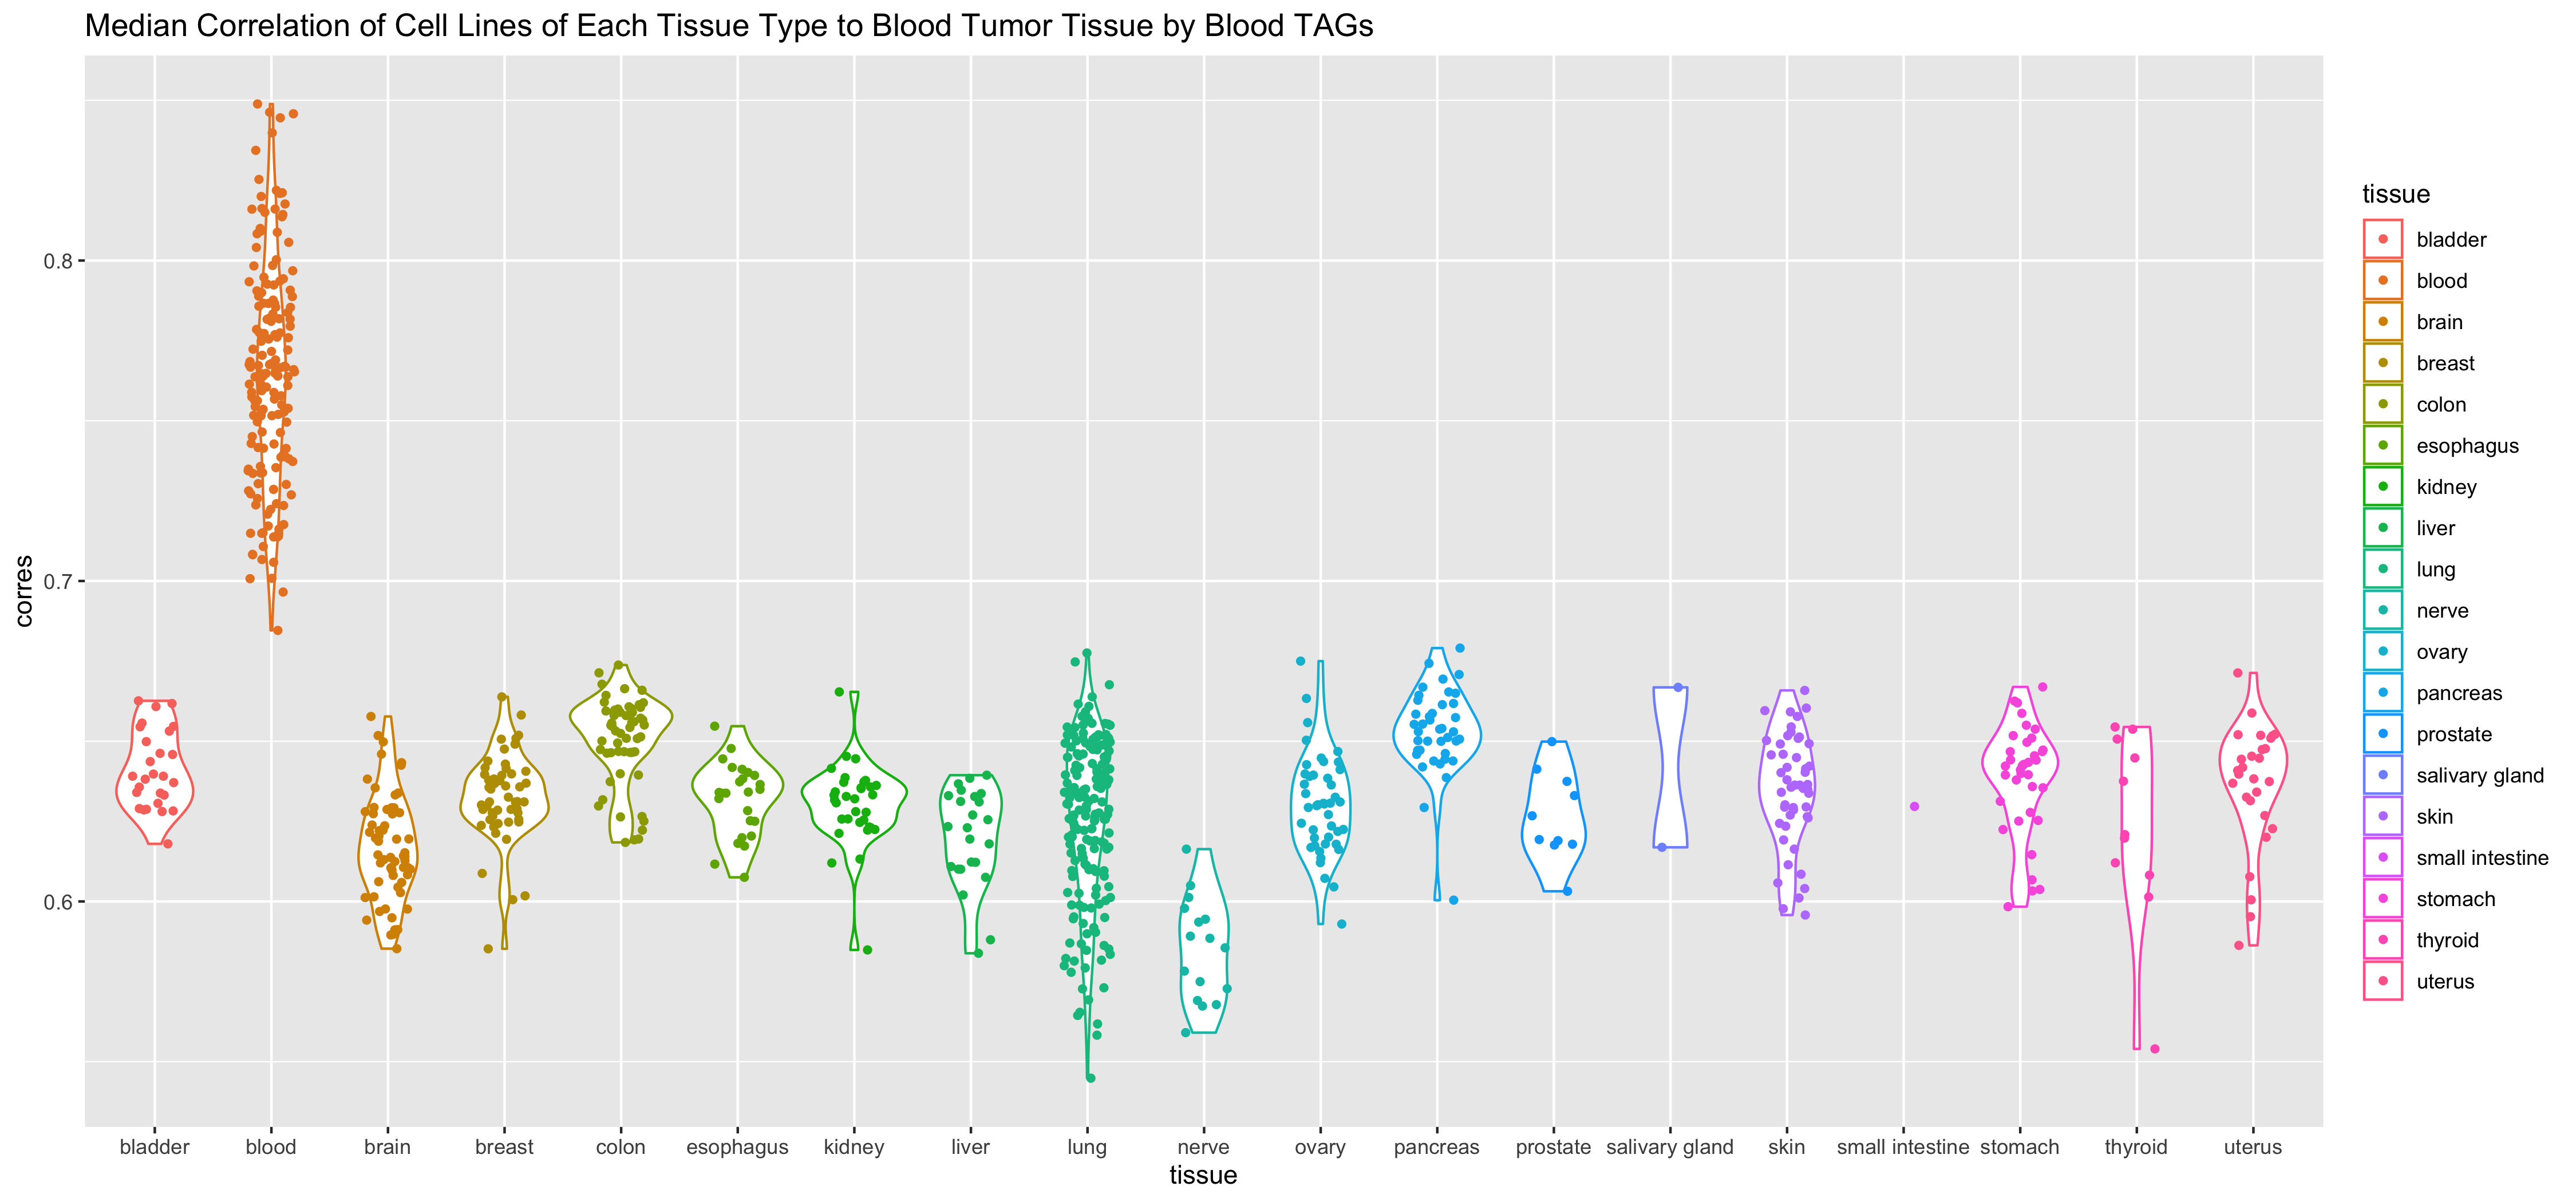 Median Correlation of Cell Lines of Each Tissue Type to Blood Tumor Tissue by Blood TAGs
corres
0.8
0.7
0.6
bladder blood brain breast colon esophagus kidney liver lung nerve ovary pancreas prostate salivary gland skin small intestine stomach thyroid uterus
tissue
tissue
bladder
blood
brain
breast
colon
esophagus
kidney
liver
lung
nerve
ovary
pancreas
prostate
salivary gland
skin
small intestine
stomach
thyroid
uterus